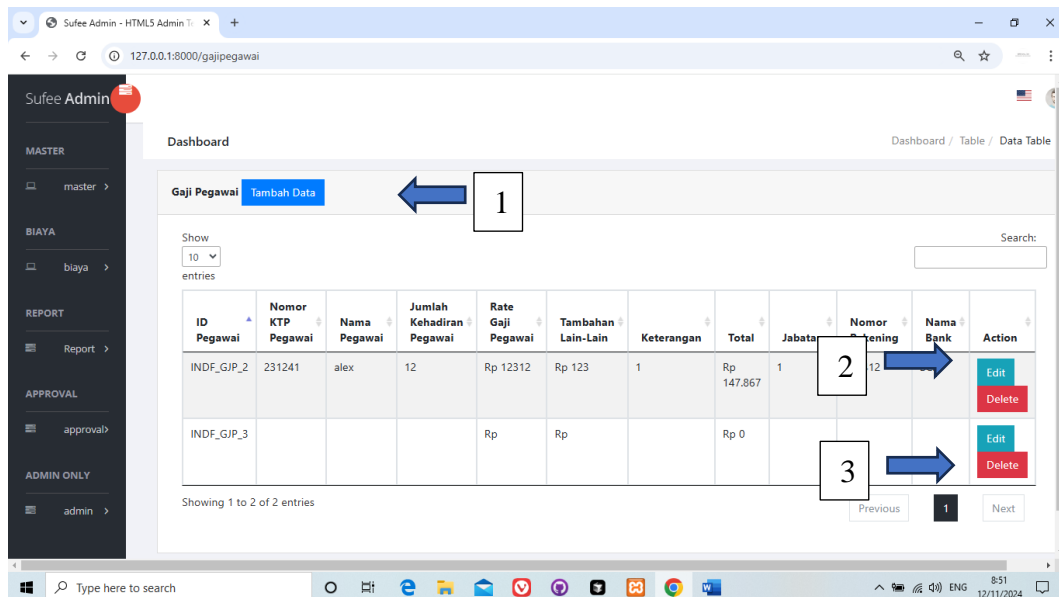 Sufee Admin - HTML5 Admin Te
127.0.0.1:8000/gajipegawai
Sufee Admin
MASTER
master
BIAYA
biaya
REPORT
Report
APPROVAL
approval
ADMIN ONLY
admin
Dashboard
Dashboard / Table / Data Table
Gaji Pegawai Tambah Data
1
Show
10
entries
Search:
ID Pegawai Nomor KTP Pegawai Nama Pegawai Jumlah Kehadiran Pegawai Rate Gaji Pegawai Tambahan Lain-Lain Keterangan Total Jabatan Nomor Rekening Nama Bank Action
INDF_GJP_2 231241 alex 12 Rp 12312 Rp 123 1 Rp 147.867 1 12 Edit Delete
2
INDF_GJP_3 Rp Rp Rp 0 Edit Delete
3
Showing 1 to 2 of 2 entries
Previous 1 Next
Type here to search
ENG
8:51
12/11/2024